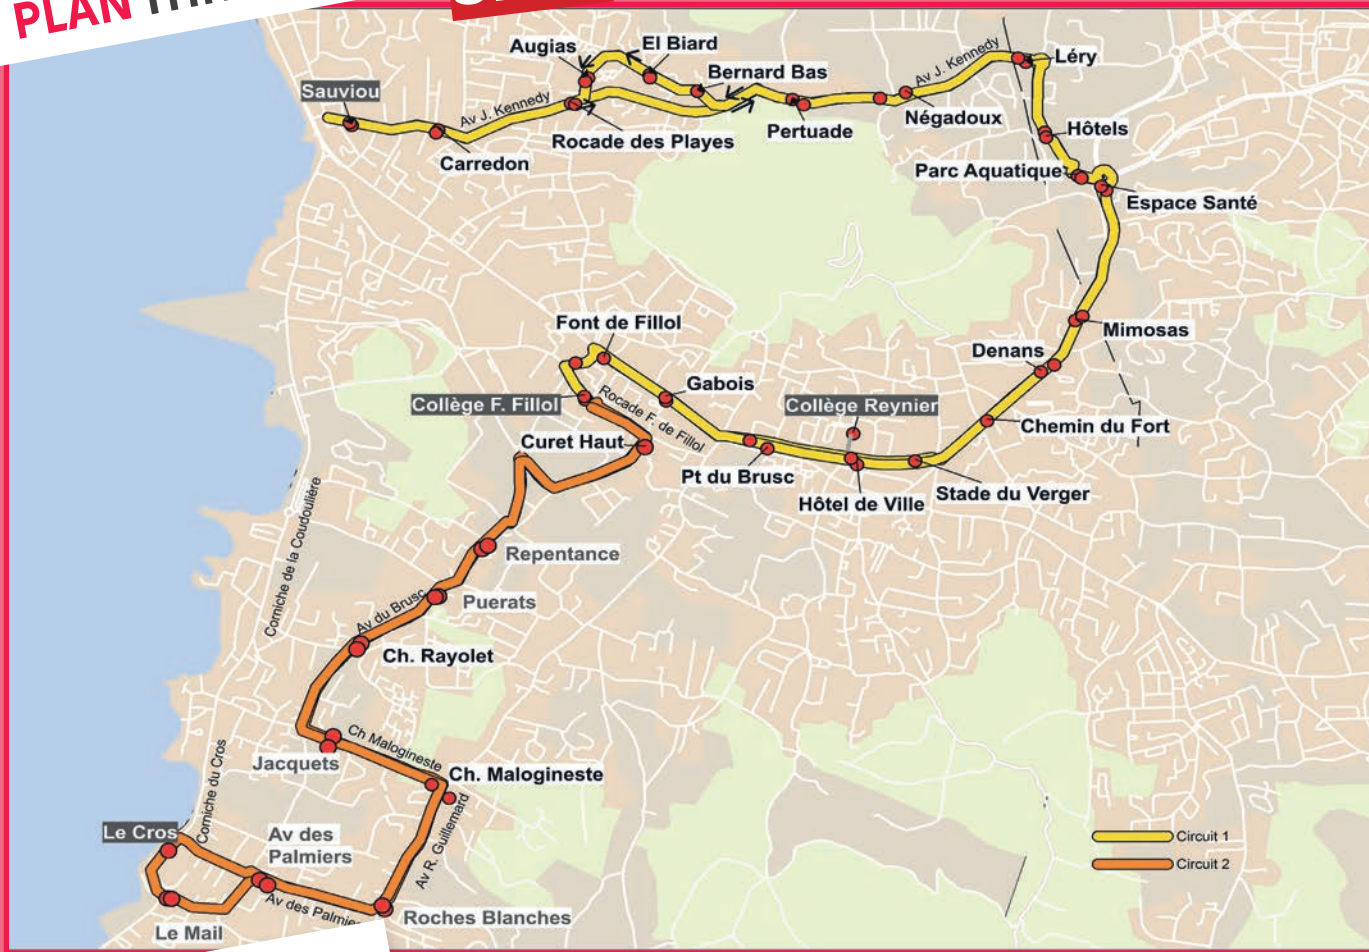 PLAN
Augias
El Biard
Bernard Bas
Av J. Kennedy
Léry
Sauviou
Av J. Kennedy
Négadoux
Pertuade
Hôtels
Rocade des Playes
Carredon
Parc Aquatique
Espace Santé
Font de Fillol
Mimosas
Denans
Gabois
Collège F. Fillol
Rocade F. de Fillol
Collège Reynier
Chemin du Fort
Curet Haut
Pt du Brusc
Hôtel de Ville
Stade du Verger
Corniche de la Coudoulière
Repentance
Av du Brusc
Puerats
Ch. Rayolet
Ch Malogineste
Jacquets
Ch. Malogineste
Corniche du Cros
Av R. Guillemard
Le Cros
Av des
Palmiers
Circuit 1
Circuit 2
Av des Palmie
Roches Blanches
Le Mail